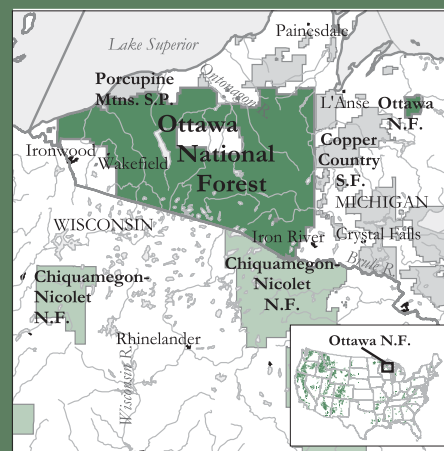 Painesdale
Lake Superior
Porcupine
Mtns. S.P.
Ontonagon
L'Anse
Ottawa
N.F.
Ottawa
National
Forest
Copper
Country
S.F.
Ironwood
Wakefield
MICHIGAN
WISCONSIN
Iron River
Crystal Falls
Brule R.
Chiquamegon-
Nicolet
N.F.
Chiquamegon-
Nicolet
N.F.
Rhinelander
Wisconsin R.
Ottawa N.F.